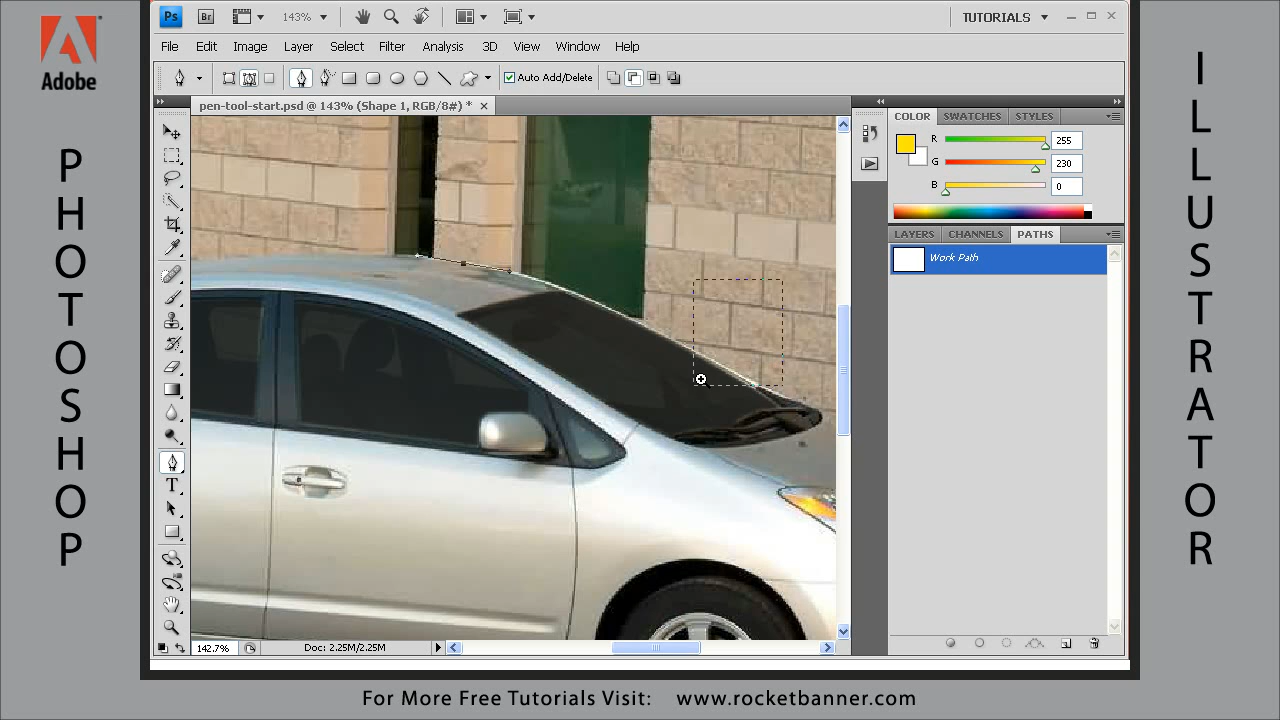 Adobe
PHOTOSHOP
Ps
Br
143%
TUTORIALS
File Edit Image Layer Select Filter Analysis 3D View Window Help
Auto Add/Delete
pen-tool-start.psd @ 143% (Shape 1, RGB/8#) *
COLOR SWATCHES STYLES
R 255
G 230
B 0
LAYERS CHANNELS PATHS
Work Path
T
142.7% Doc: 2.25M/2.25M
ILLUSTRATOR
For More Free Tutorials Visit: www.rocketbanner.com